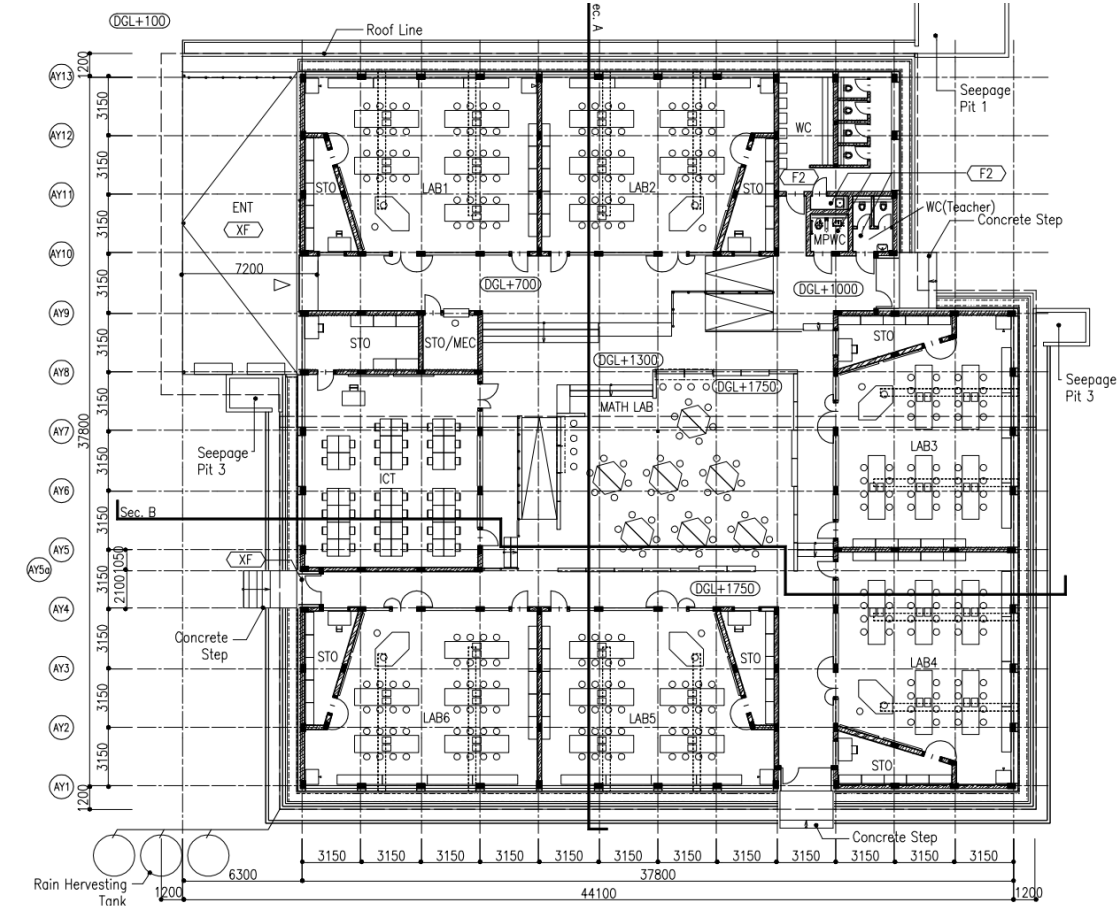 DGL+100
Roof Line
ec. A
1200
AY13
3150
AY12
3150
AY11
3150
AY10
3150
AY9
3150
AY8
3150
AY7
37800
3150
AY6
3150
AY5
1050
AY5a
3150
2100
AY4
3150
AY3
3150
AY2
3150
AY1
1200
Seepage
Pit 1
WC
F2
F2
STO
LAB1
LAB2
STO
ENT
XF
WC(Teacher)
Concrete Step
MPWC
7200
DGL+700
DGL+1000
STO
STO/MEC
STO
DGL+1300
DGL+1750
MATH LAB
Seepage
Pit 3
Seepage
Pit 3
LAB3
ICT
Sec. B
XF
DGL+1750
Concrete
Step
STO
STO
LAB4
LAB6
LAB5
STO
Concrete Step
Rain Hervesting
Tank
3150 3150 3150 3150 3150 3150 3150 3150 3150 3150 3150 3150
6300
37800
1200
44100
1200